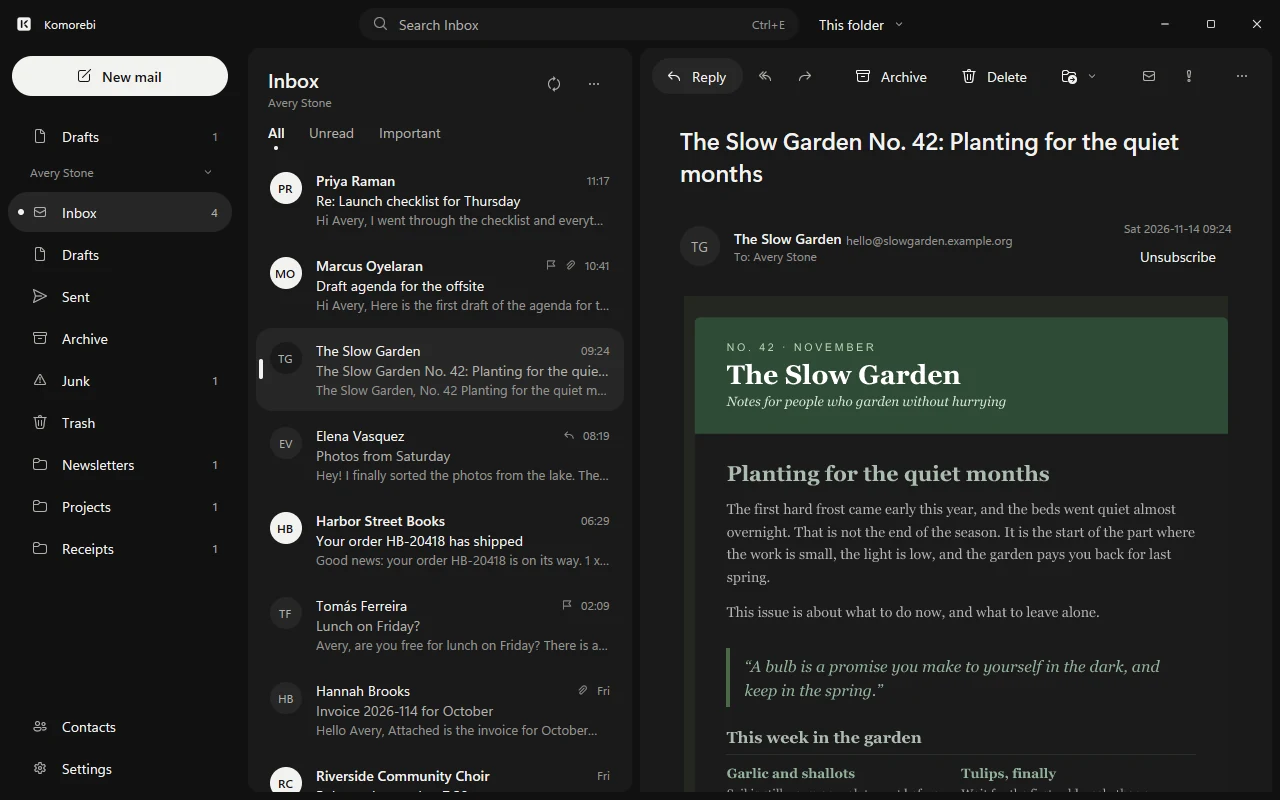 Komorebi
Search Inbox
Ctrl+E
This folder
New mail
Drafts 1
Avery Stone
Inbox 4
Drafts
Sent
Archive
Junk 1
Trash
Newsletters 1
Projects 1
Receipts 1
Contacts
Settings
Inbox
Avery Stone
All Unread Important
PR
Priya Raman 11:17
Re: Launch checklist for Thursday
Hi Avery, I went through the checklist and everyt...
MO
Marcus Oyelaran 10:41
Draft agenda for the offsite
Hi Avery, Here is the first draft of the agenda for t...
TG
The Slow Garden 09:24
The Slow Garden No. 42: Planting for the quie...
The Slow Garden, No. 42 Planting for the quiet m...
EV
Elena Vasquez 08:19
Photos from Saturday
Hey! I finally sorted the photos from the lake. The...
HB
Harbor Street Books 06:29
Your order HB-20418 has shipped
Good news: your order HB-20418 is on its way. 1 x...
TF
Tomás Ferreira 02:09
Lunch on Friday?
Avery, are you free for lunch on Friday? There is a...
HB
Hannah Brooks Fri
Invoice 2026-114 for October
Hello Avery, Attached is the invoice for October...
RC
Riverside Community Choir Fri
Reply
Archive
Delete
The Slow Garden No. 42: Planting for the quiet
months
TG
The Slow Garden hello@slowgarden.example.org
To: Avery Stone
Sat 2026-11-14 09:24
Unsubscribe
NO. 42 · NOVEMBER
The Slow Garden
Notes for people who garden without hurrying
Planting for the quiet months
The first hard frost came early this year, and the beds went quiet almost
overnight. That is not the end of the season. It is the start of the part where
the work is small, the light is low, and the garden pays you back for last
spring.
This issue is about what to do now, and what to leave alone.
“A bulb is a promise you make to yourself in the dark, and
keep in the spring.”
This week in the garden
Garlic and shallots
Tulips, finally